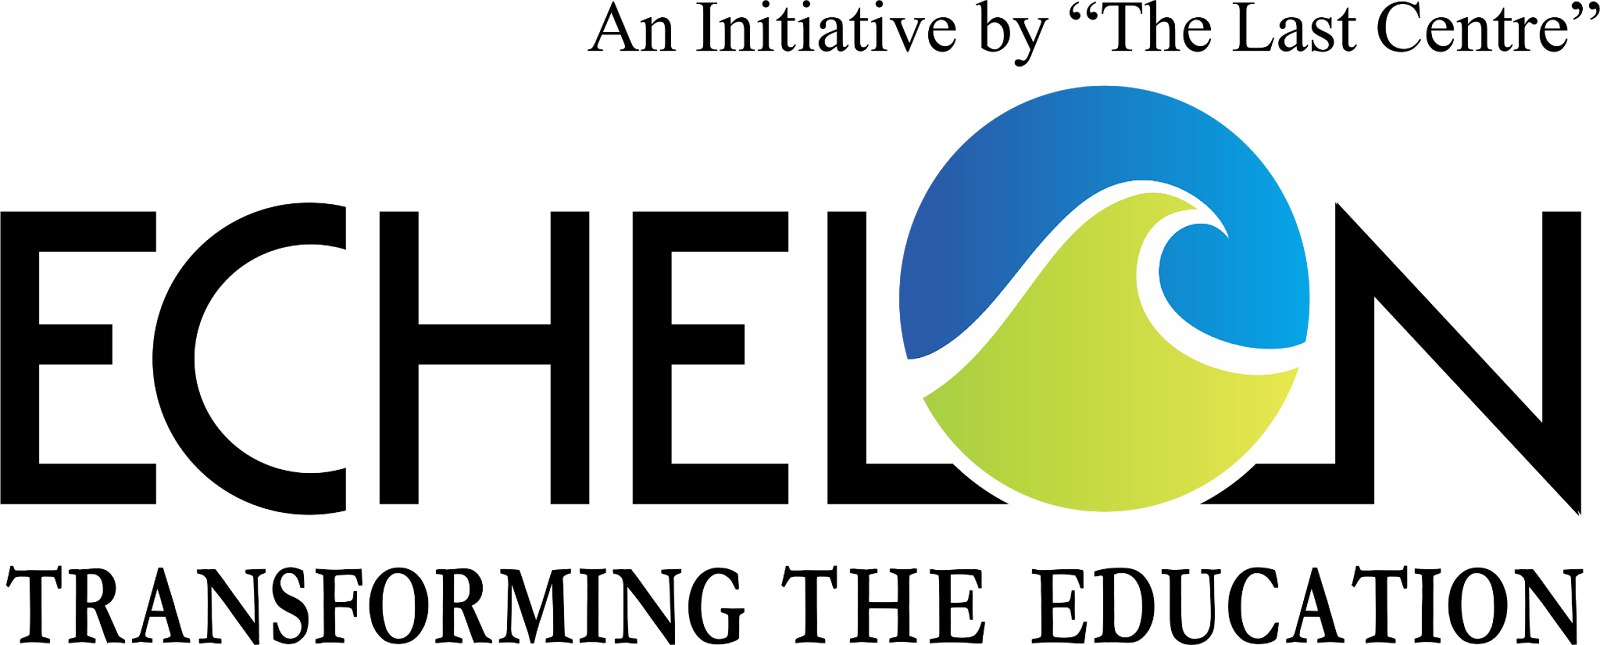 An Initiative by “The Last Centre”
ECHELON
TRANSFORMING THE EDUCATION